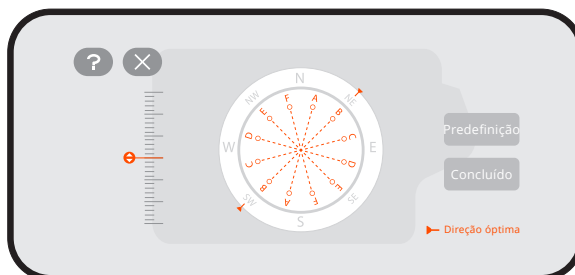 ?
N
NW
NE
F
A
E
B
D
C
W
E
C
D
B
E
A
F
SW
SE
S
Predefinição
Concluído
Direção óptima